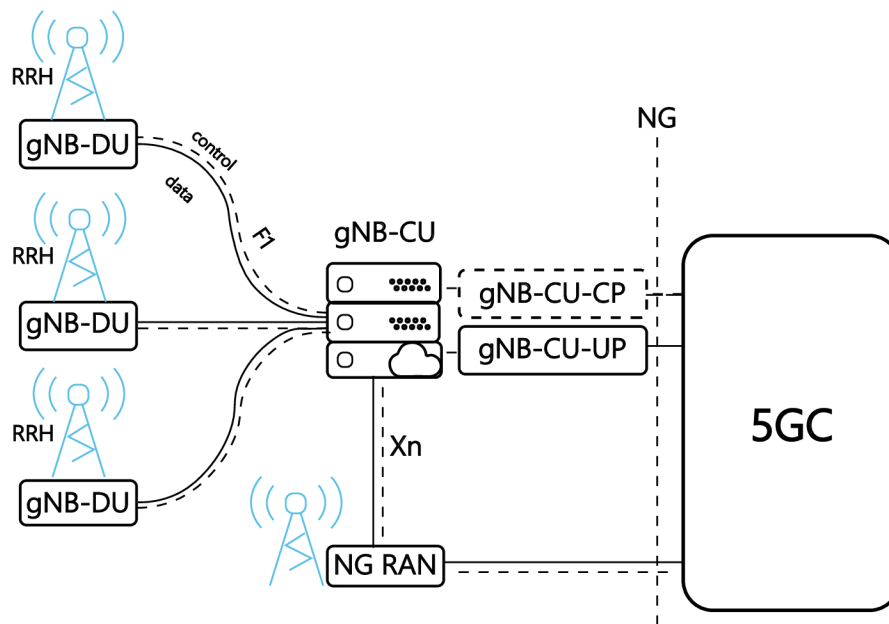 RRH
gNB-DU
control
data
F1
NG
RRH
gNB-DU
gNB-CU
gNB-CU-CP
gNB-CU-UP
5GC
RRH
gNB-DU
Xn
NG RAN